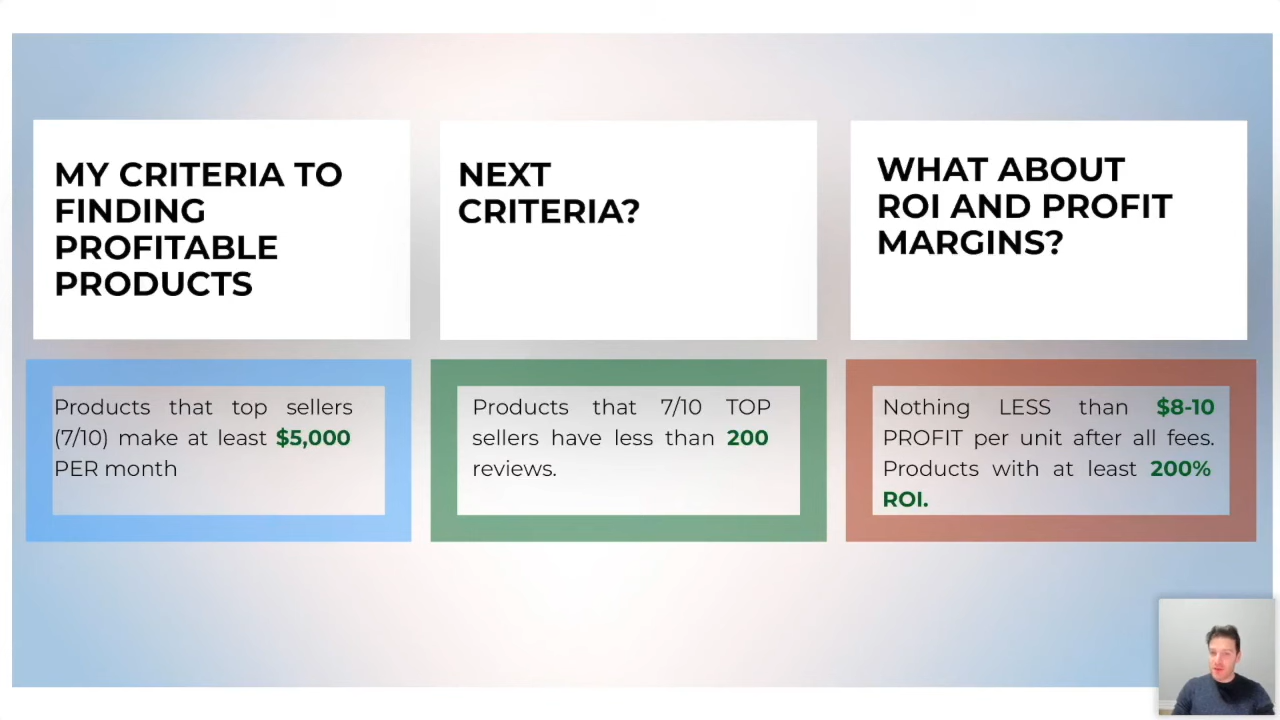 MY CRITERIA TO
FINDING
PROFITABLE
PRODUCTS
Products that top sellers
(7/10) make at least $5,000
PER month
NEXT
CRITERIA?
Products that 7/10 TOP
sellers have less than 200
reviews.
WHAT ABOUT
ROI AND PROFIT
MARGINS?
Nothing LESS than $8-10
PROFIT per unit after all fees.
Products with at least 200%
ROI.